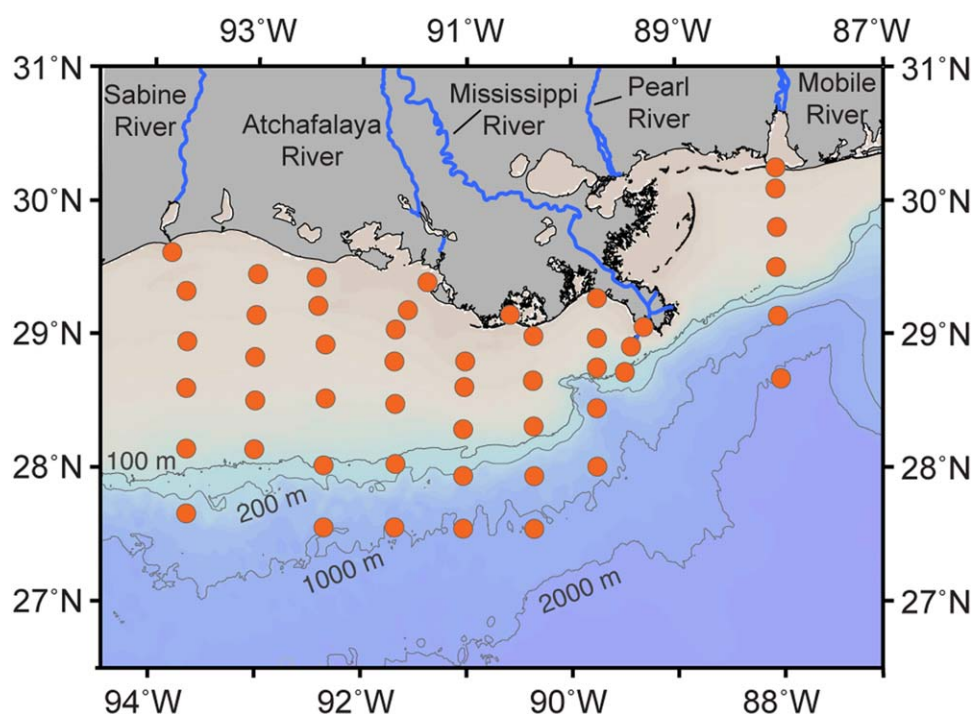 93°W 91°W 89°W 87°W
31°N 31°N
Sabine
River
Atchafalaya
River
Mississippi
River
Pearl
River
Mobile
River
30°N 30°N
29°N 29°N
28°N 28°N
27°N 27°N
100 m
200 m
1000 m
2000 m
94°W 92°W 90°W 88°W